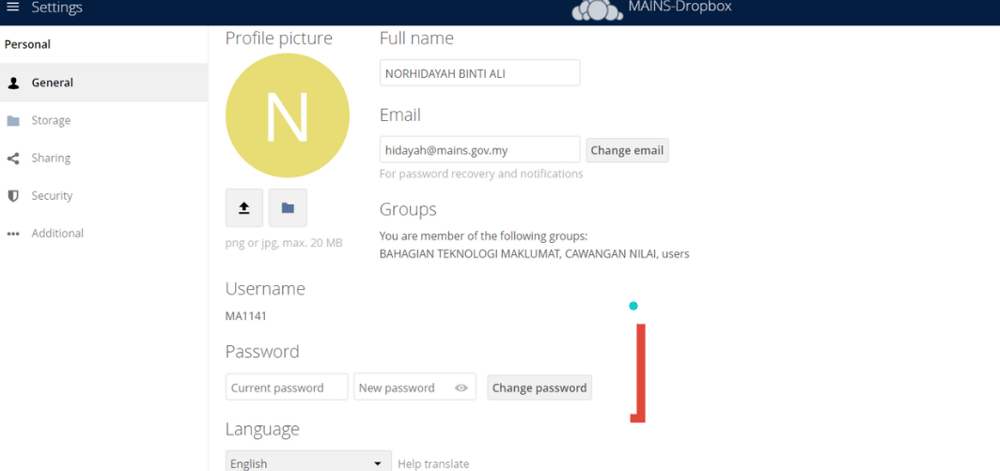 Settings
MAINS-Dropbox
Personal
General
Storage
Sharing
Security
Additional
Profile picture
N
png or jpg, max. 20 MB
Full name
NORHIDAYAH BINTI ALI
Email
hidayah@mains.gov.my
Change email
For password recovery and notifications
Groups
You are member of the following groups:
BAHAGIAN TEKNOLOGI MAKLUMAT, CAWANGAN NILAI, users
Username
MA1141
Password
Current password
New password
Change password
Language
English
Help translate